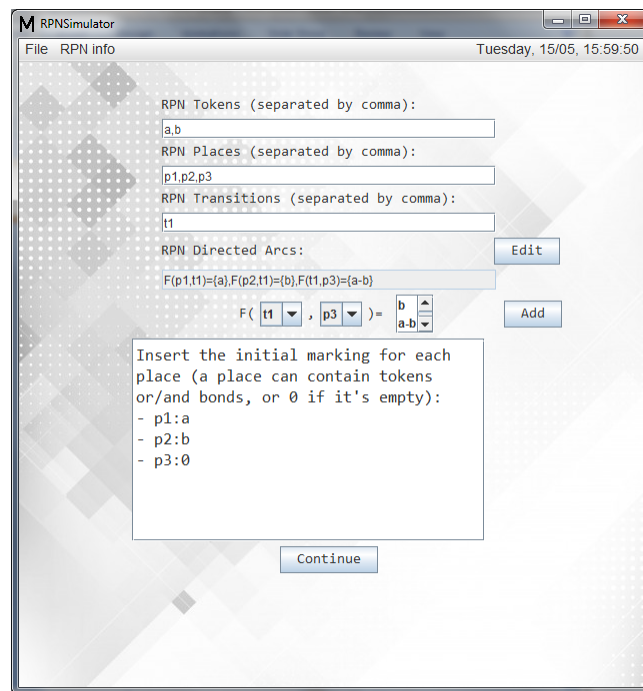 M RPNSimulator
File RPN info Tuesday, 15/05, 15:59:50
RPN Tokens (separated by comma):
a,b
RPN Places (separated by comma):
p1,p2,p3
RPN Transitions (separated by comma):
t1
RPN Directed Arcs:
Edit
F(p1,t1)={a},F(p2,t1)={b},F(t1,p3)={a-b}
F( t1 , p3 )= b
a-b
Add
Insert the initial marking for each
place (a place can contain tokens
or/and bonds, or 0 if it's empty):
- p1:a
- p2:b
- p3:0
Continue